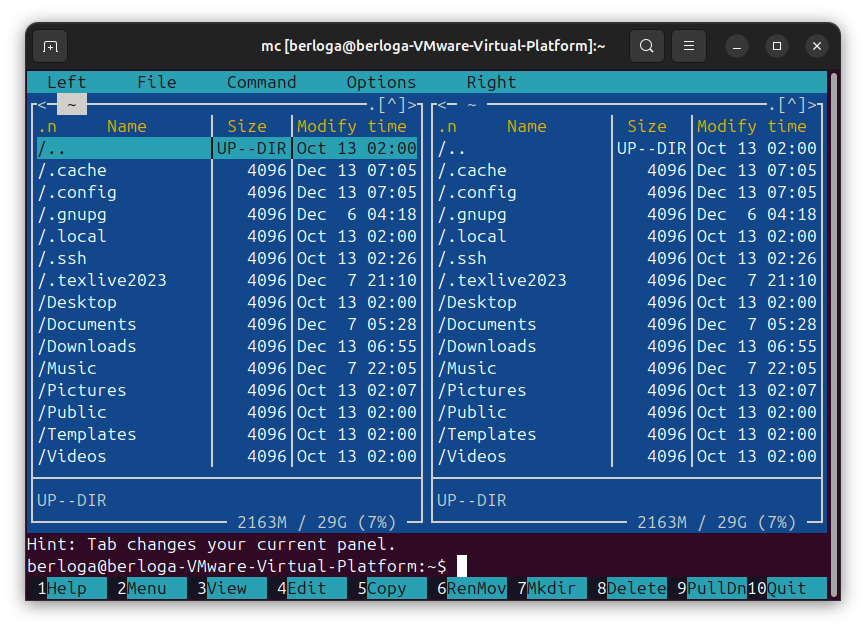 mc [berloga@berloga-VMware-Virtual-Platform]:~
Left File Command Options Right
<- ~ .[^]> <- ~ .[^]>
.n Name Size Modify time .n Name Size Modify time
/.. UP--DIR Oct 13 02:00 /.. UP--DIR Oct 13 02:00
/.cache 4096 Dec 13 07:05 /.cache 4096 Dec 13 07:05
/.config 4096 Dec 13 07:05 /.config 4096 Dec 13 07:05
/.gnupg 4096 Dec 6 04:18 /.gnupg 4096 Dec 6 04:18
/.local 4096 Oct 13 02:00 /.local 4096 Oct 13 02:00
/.ssh 4096 Oct 13 02:26 /.ssh 4096 Oct 13 02:26
/.texlive2023 4096 Dec 7 21:10 /.texlive2023 4096 Dec 7 21:10
/Desktop 4096 Oct 13 02:00 /Desktop 4096 Oct 13 02:00
/Documents 4096 Dec 7 05:28 /Documents 4096 Dec 7 05:28
/Downloads 4096 Dec 13 06:55 /Downloads 4096 Dec 13 06:55
/Music 4096 Dec 7 22:05 /Music 4096 Dec 7 22:05
/Pictures 4096 Oct 13 02:07 /Pictures 4096 Oct 13 02:07
/Public 4096 Oct 13 02:00 /Public 4096 Oct 13 02:00
/Templates 4096 Oct 13 02:00 /Templates 4096 Oct 13 02:00
/Videos 4096 Oct 13 02:00 /Videos 4096 Oct 13 02:00
UP--DIR UP--DIR
2163M / 29G (7%) 2163M / 29G (7%)
Hint: Tab changes your current panel.
berloga@berloga-VMware-Virtual-Platform:~$
1Help 2Menu 3View 4Edit 5Copy 6RenMov 7Mkdir 8Delete 9PullDn 10Quit